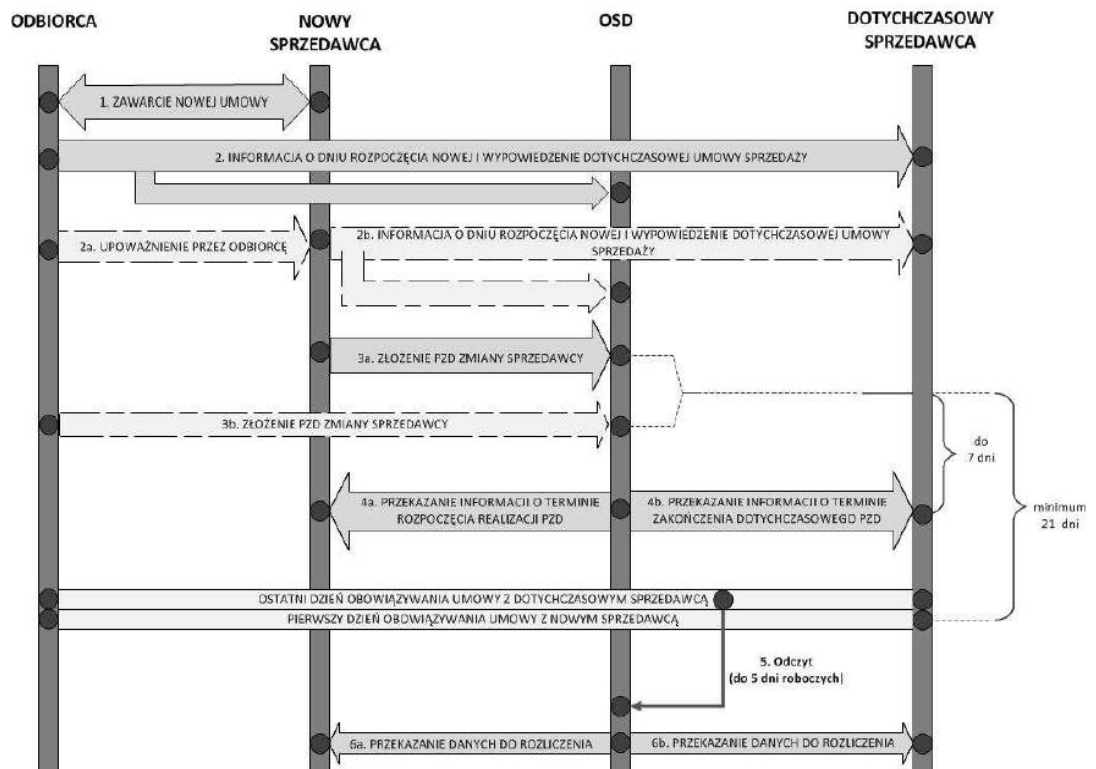 ODBIORCA
NOWY
SPRZEDAWCA
OSD
DOTYCHCZASOWY
SPRZEDAWCA
1. ZAWARCIE NOWEJ UMOWY
2. INFORMACJA O DNIU ROZPOCZĘCIA NOWEJ I WYPOWIEDZENIE DOTYCHCZASOWEJ UMOWY SPRZEDAŻY
2a. UPOWAŻNIENIE PRZEZ ODBIORCĘ
2b. INFORMACJA O DNIU ROZPOCZĘCIA NOWEJ I WYPOWIEDZENIE DOTYCHCZASOWEJ UMOWY
SPRZEDAŻY
3a. ZŁOŻENIE PZD ZMIANY SPRZEDAWCY
3b. ZŁOŻENIE PZD ZMIANY SPRZEDAWCY
do
7 dni
4a. PRZEKAZANIE INFORMACJI O TERMINIE
ROZPOCZĘCIA REALIZACJI PZD
4b. PRZEKAZANIE INFORMACJI O TERMINIE
ZAKOŃCZENIA DOTYCHCZASOWEGO PZD
minimum
21 dni
OSTATNI DZIEŃ OBOWIĄZYWANIA UMOWY Z DOTYCHCZASOWYM SPRZEDAWCĄ
PIERWSZY DZIEŃ OBOWIĄZYWANIA UMOWY Z NOWYM SPRZEDAWCĄ
5. Odczyt
(do 5 dni roboczych)
6a. PRZEKAZANIE DANYCH DO ROZLICZENIA
6b. PRZEKAZANIE DANYCH DO ROZLICZENIA